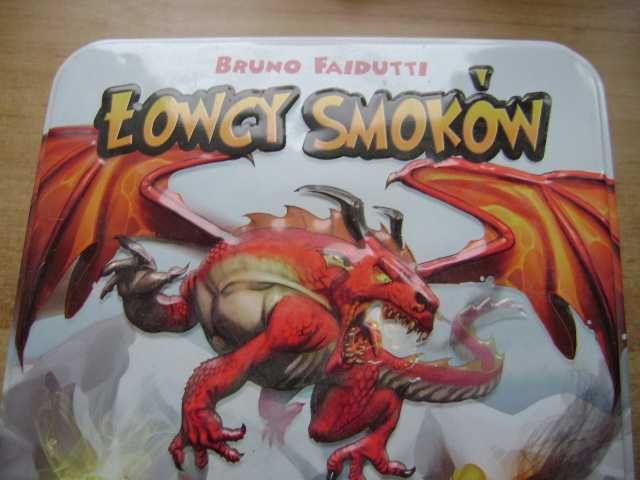 Bruno Faidutti
Łowcy Smoków